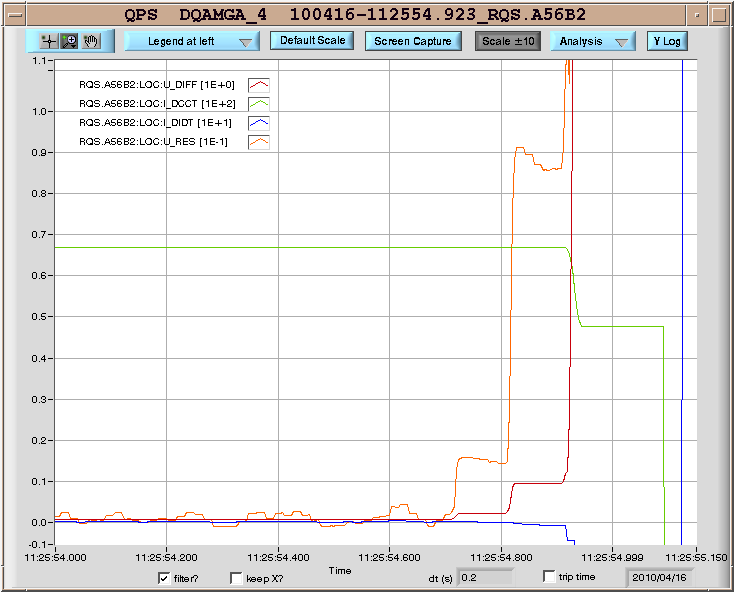 QPS DQAMGA_4 100416-112554.923_RQS.A56B2
Legend at left Default Scale Screen Capture Scale ±10 Analysis Y Log
1.1
RQS.A56B2:LOC:U_DIFF [1E+0]
RQS.A56B2:LOC:I_DCCT [1E+2]
1.0
RQS.A56B2:LOC:I_DIDT [1E+1]
RQS.A56B2:LOC:U_RES [1E-1]
0.9
0.8
0.7
0.6
0.5
0.4
0.3
0.2
0.1
0.0
-0.1
11:25:54.000 11:25:54.200 11:25:54.400 11:25:54.600 11:25:54.800 11:25:54.999 11:25:55.150
Time
filter? keep X? dt (s) 0.2 trip time 2010/04/16